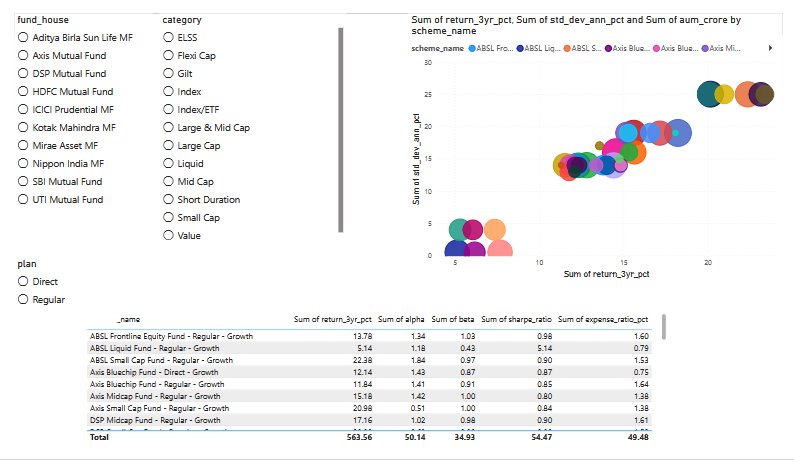 fund_house
Aditya Birla Sun Life MF
Axis Mutual Fund
DSP Mutual Fund
HDFC Mutual Fund
ICICI Prudential MF
Kotak Mahindra MF
Mirae Asset MF
Nippon India MF
SBI Mutual Fund
UTI Mutual Fund
category
ELSS
Flexi Cap
Gilt
Index
Index/ETF
Large & Mid Cap
Large Cap
Liquid
Mid Cap
Short Duration
Small Cap
Value
plan
Direct
Regular
Sum of return_3yr_pct, Sum of std_dev_ann_pct and Sum of aum_crore by
scheme_name
scheme_name ABSL Fro... ABSL Liq... ABSL S... Axis Blue... Axis Blue... Axis Mi...
Sum of std_dev_ann_pct
30
25
20
15
10
5
0
5 10 15 20
Sum of return_3yr_pct
_name Sum of return_3yr_pct Sum of alpha Sum of beta Sum of sharpe_ratio Sum of expense_ratio_pct
ABSL Frontline Equity Fund - Regular - Growth 13.78 1.34 1.03 0.98 1.60
ABSL Liquid Fund - Regular - Growth 5.14 1.18 0.43 5.14 0.79
ABSL Small Cap Fund - Regular - Growth 22.38 1.84 0.97 0.90 1.53
Axis Bluechip Fund - Direct - Growth 12.14 1.43 0.87 0.87 0.75
Axis Bluechip Fund - Regular - Growth 11.84 1.41 0.91 0.85 1.64
Axis Midcap Fund - Regular - Growth 15.18 1.42 1.00 0.80 1.38
Axis Small Cap Fund - Regular - Growth 20.98 0.51 1.00 0.84 1.38
DSP Midcap Fund - Regular - Growth 17.16 1.02 0.98 0.90 1.61
Total 563.56 50.14 34.93 54.47 49.48